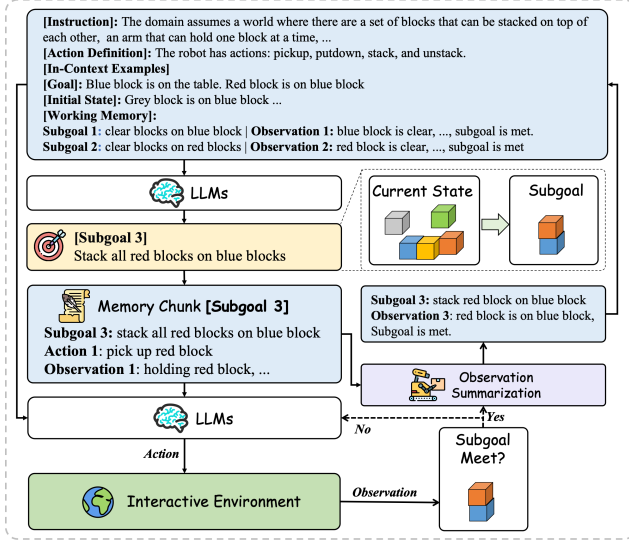 [Instruction]: The domain assumes a world where there are a set of blocks that can be stacked on top of
each other, an arm that can hold one block at a time, ...
[Action Definition]: The robot has actions: pickup, putdown, stack, and unstack.
[In-Context Examples]
[Goal]: Blue block is on the table. Red block is on blue block
[Initial State]: Grey block is on blue block ...
[Working Memory]:
Subgoal 1: clear blocks on blue block | Observation 1: blue block is clear, ..., subgoal is met.
Subgoal 2: clear blocks on red blocks | Observation 2: red block is clear, ..., subgoal is met
LLMs
Current State
Subgoal
[Subgoal 3]
Stack all red blocks on blue blocks
Memory Chunk [Subgoal 3]
Subgoal 3: stack all red blocks on blue block
Action 1: pick up red block
Observation 1: holding red block, ...
Subgoal 3: stack red block on blue block
Observation 3: red block is on blue block,
Subgoal is met.
Observation
Summarization
LLMs
No
Yes
Action
Subgoal
Meet?
Interactive Environment
Observation